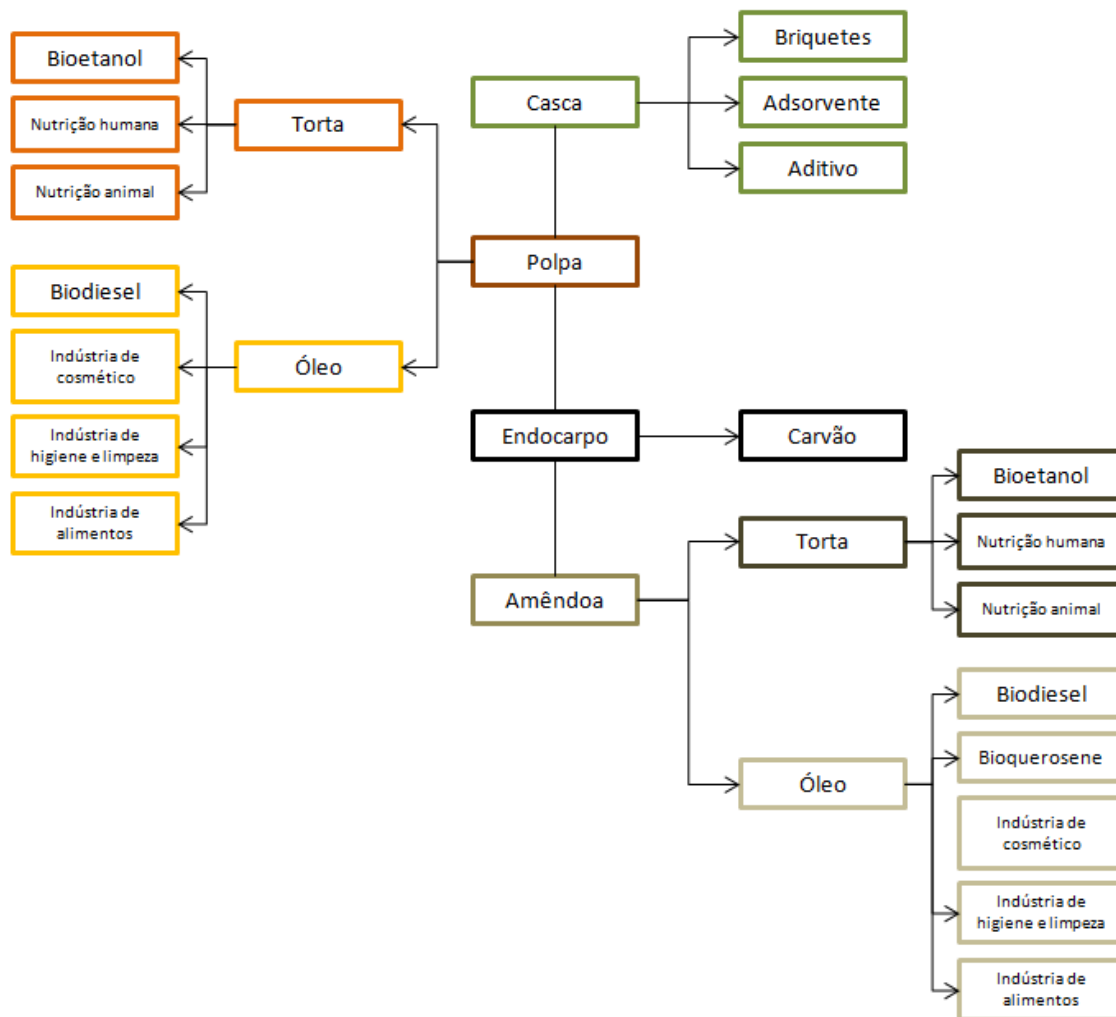 Bioetanol
Nutrição humana
Nutrição animal
Torta
Biodiesel
Indústria de
cosmético
Indústria de
higiene e limpeza
Indústria de
alimentos
Óleo
Casca
Polpa
Endocarpo
Amêndoa
Briquetes
Adsorvente
Aditivo
Carvão
Torta
Bioetanol
Nutrição humana
Nutrição animal
Óleo
Biodiesel
Bioquerosene
Indústria de
cosmético
Indústria de
higiene e limpeza
Indústria de
alimentos